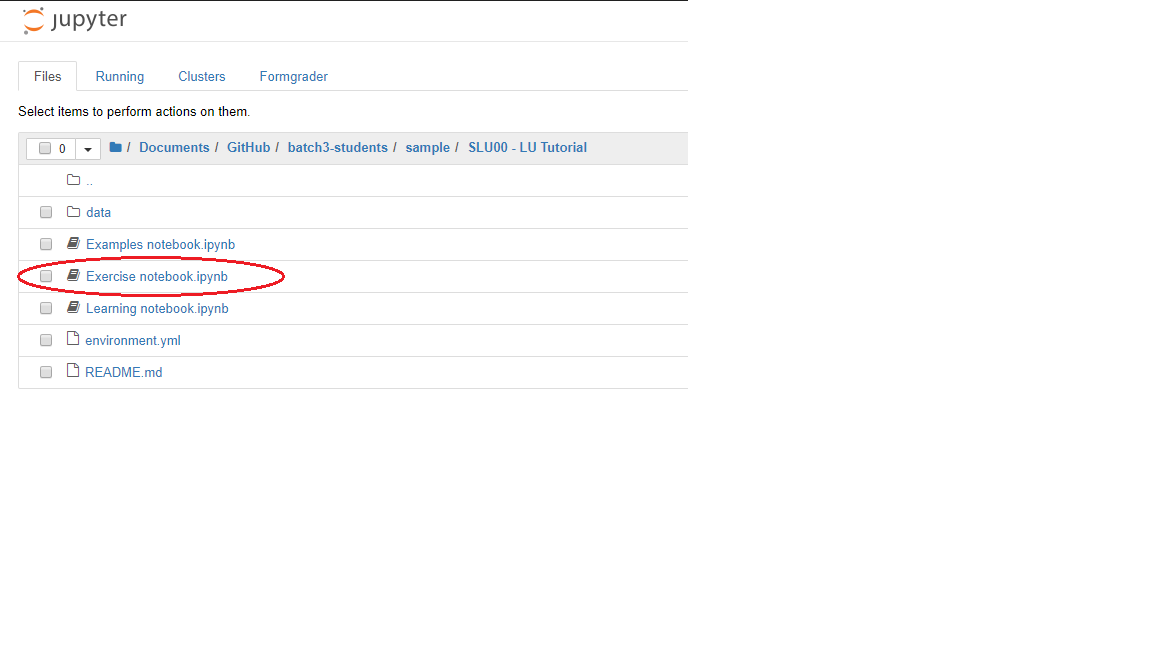 jupyter
Files Running Clusters Formgrader
Select items to perform actions on them.
0 / Documents / GitHub / batch3-students / sample / SLU00 - LU Tutorial
..
data
Examples notebook.ipynb
Exercise notebook.ipynb
Learning notebook.ipynb
environment.yml
README.md